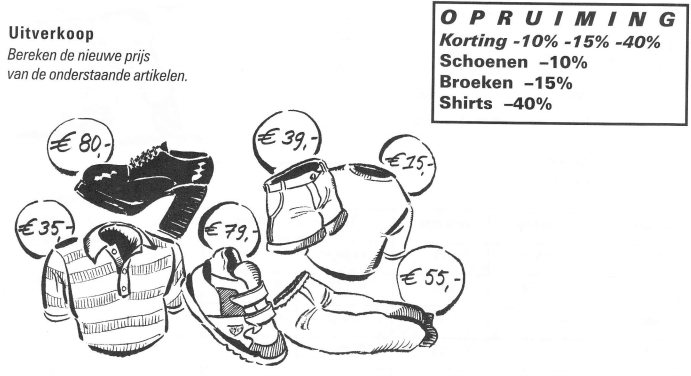 Uitverkoop
Bereken de nieuwe prijs
van de onderstaande artikelen.
OPRUIMING
Korting -10% -15% -40%
Schoenen –10%
Broeken –15%
Shirts –40%
€ 80,-
€ 39,-
€ 15,-
€ 35,-
€ 79,-
€ 55,-